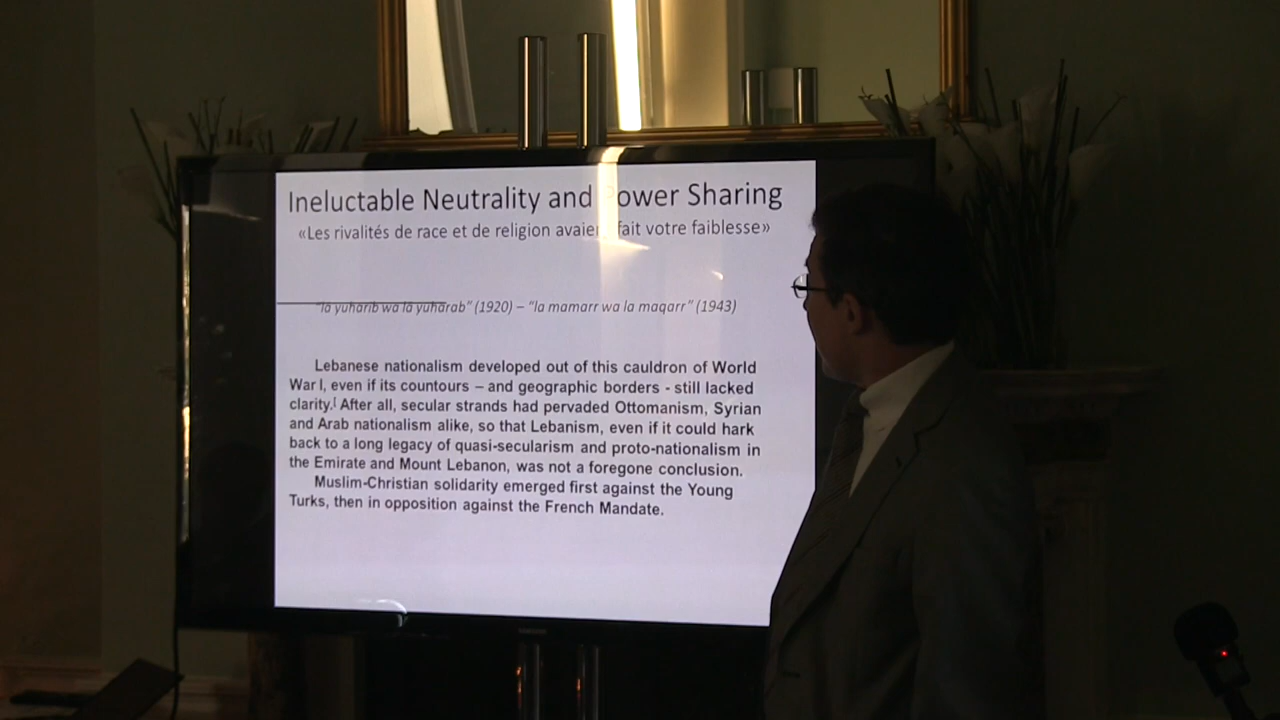 Ineluctable Neutrality and Power Sharing
«Les rivalités de race et de religion avaient fait votre faiblesse»
"la yuharib wa la yuharab" (1920) – "la mamarr wa la maqarr" (1943)
Lebanese nationalism developed out of this cauldron of World
War I, even if its countours – and geographic borders - still lacked
clarity.[ After all, secular strands had pervaded Ottomanism, Syrian
and Arab nationalism alike, so that Lebanism, even if it could hark
back to a long legacy of quasi-secularism and proto-nationalism in
the Emirate and Mount Lebanon, was not a foregone conclusion.
Muslim-Christian solidarity emerged first against the Young
Turks, then in opposition against the French Mandate.